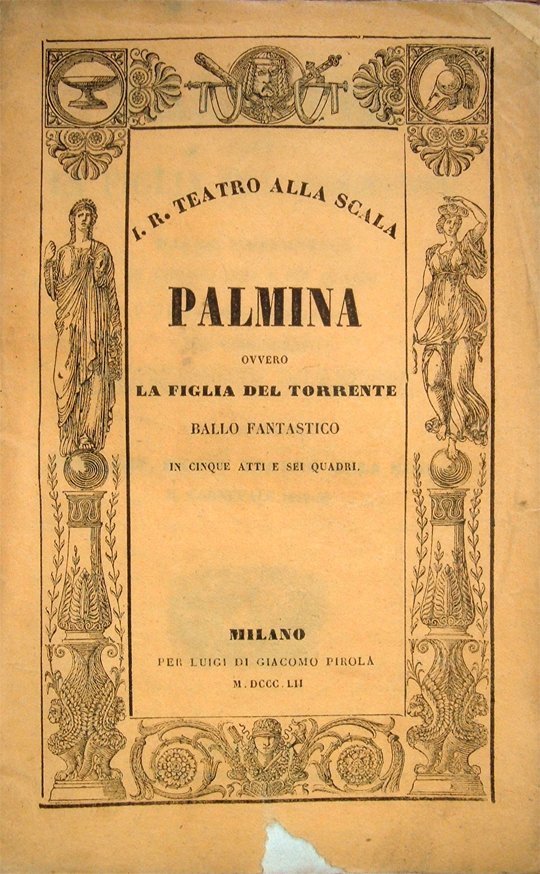 I. R. TEATRO ALLA SCALA
PALMINA
OVVERO
LA FIGLIA DEL TORRENTE
BALLO FANTASTICO
IN CINQUE ATTI E SEI QUADRI.
MILANO
PER LUIGI DI GIACOMO PIROLA
M. DCCC. LII